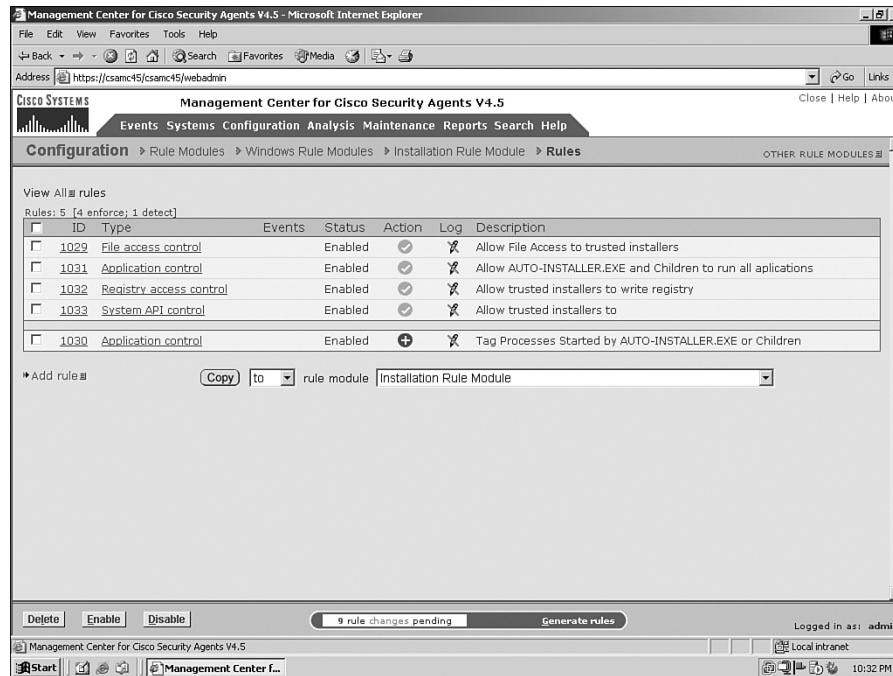 Management Center for Cisco Security Agents V4.5 - Microsoft Internet Explorer
File Edit View Favorites Tools Help
Back Search Favorites Media
Address https://csamc45/csamc45/webadmin Go Links
CISCO SYSTEMS
Management Center for Cisco Security Agents V4.5
Close | Help | Abou
Events Systems Configuration Analysis Maintenance Reports Search Help
Configuration Rule Modules Windows Rule Modules Installation Rule Module Rules OTHER RULE MODULES
View All rules
Rules: 5 [4 enforce; 1 detect]
ID Type Events Status Action Log Description
1029 File access control Enabled Allow File Access to trusted installers
1031 Application control Enabled Allow AUTO-INSTALLER.EXE and Children to run all aplications
1032 Registry access control Enabled Allow trusted installers to write registry
1033 System API control Enabled Allow trusted installers to
1030 Application control Enabled Tag Processes Started by AUTO-INSTALLER.EXE or Children
Add rule Copy to rule module Installation Rule Module
Delete Enable Disable 9 rule changes pending Generate rules Logged in as: admi
Management Center for Cisco Security Agents V4.5 Local intranet
Start Management Center f... 10:32 PM